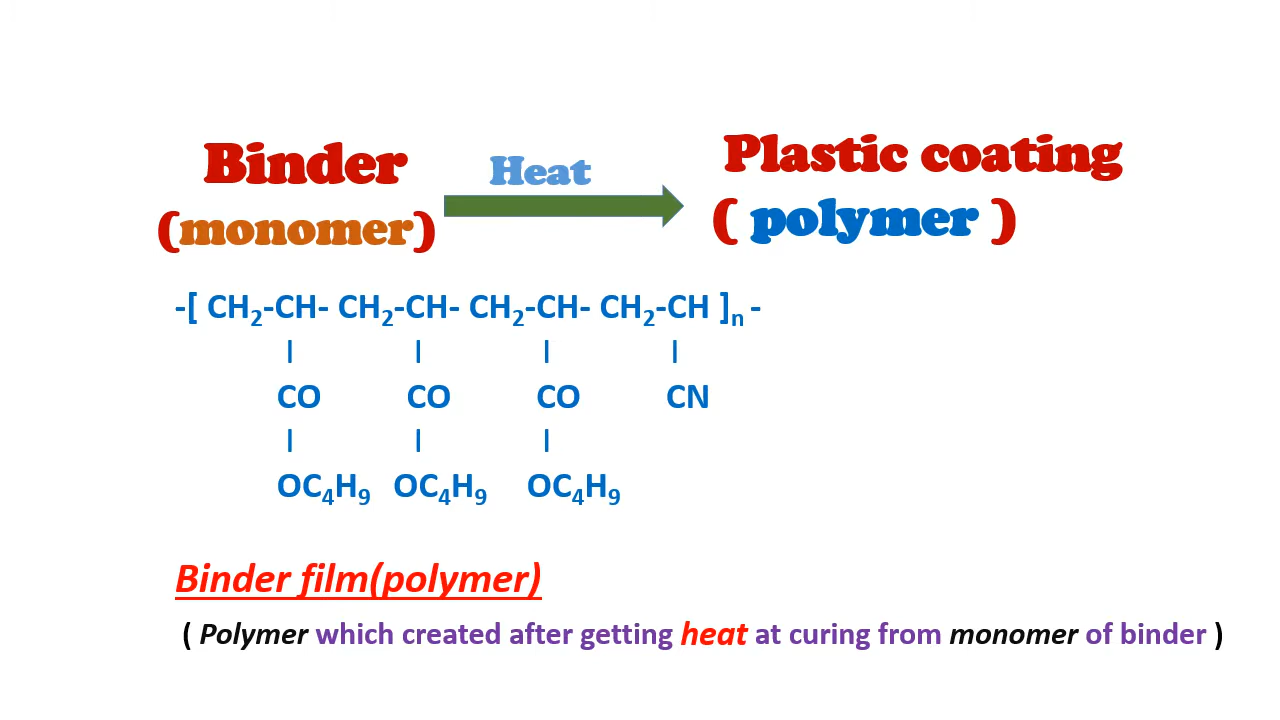 Binder
Heat
Plastic coating
(monomer)
( polymer )
-[ CH₂-CH- CH₂-CH- CH₂-CH- CH₂-CH ]ₙ -
| | | |
CO CO CO CN
| | |
OC₄H₉ OC₄H₉ OC₄H₉
Binder film(polymer)
( Polymer which created after getting heat at curing from monomer of binder )